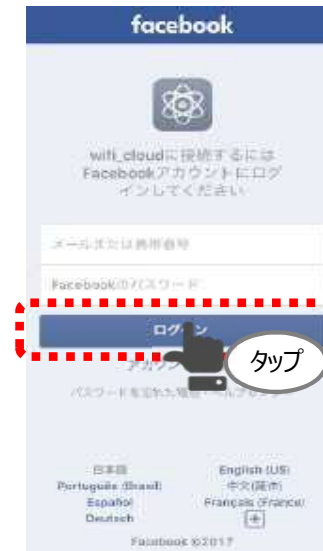 facebook
wifi_cloudに接続するには
Facebookアカウントにログ
インしてください
メールまたは携帯番号
Facebookのパスワード
ログイン
タップ
アカウン
パスワードを忘れた場合・ヘルプセンター
日本語 English (US)
Português (Brasil) 中文(简体)
Español Français (France)
Deutsch
Facebook ©2017